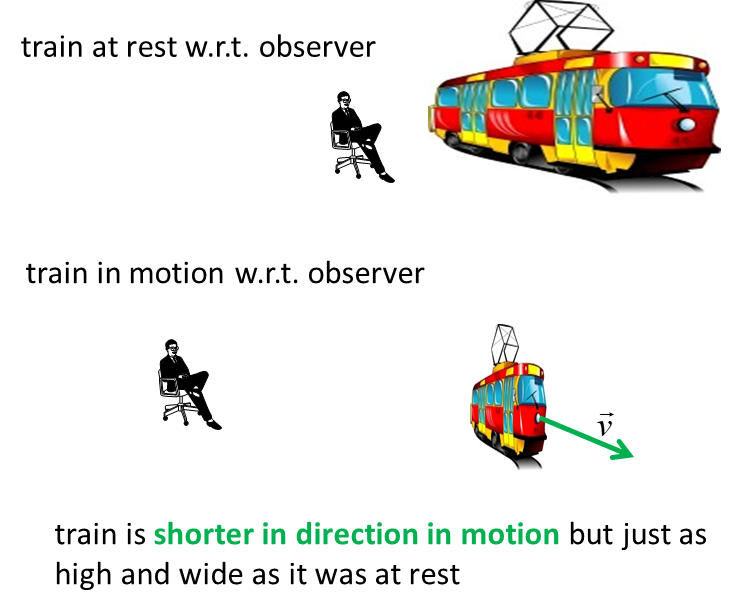 train at rest w.r.t. observer
train in motion w.r.t. observer
v⃗
train is shorter in direction in motion but just as
high and wide as it was at rest